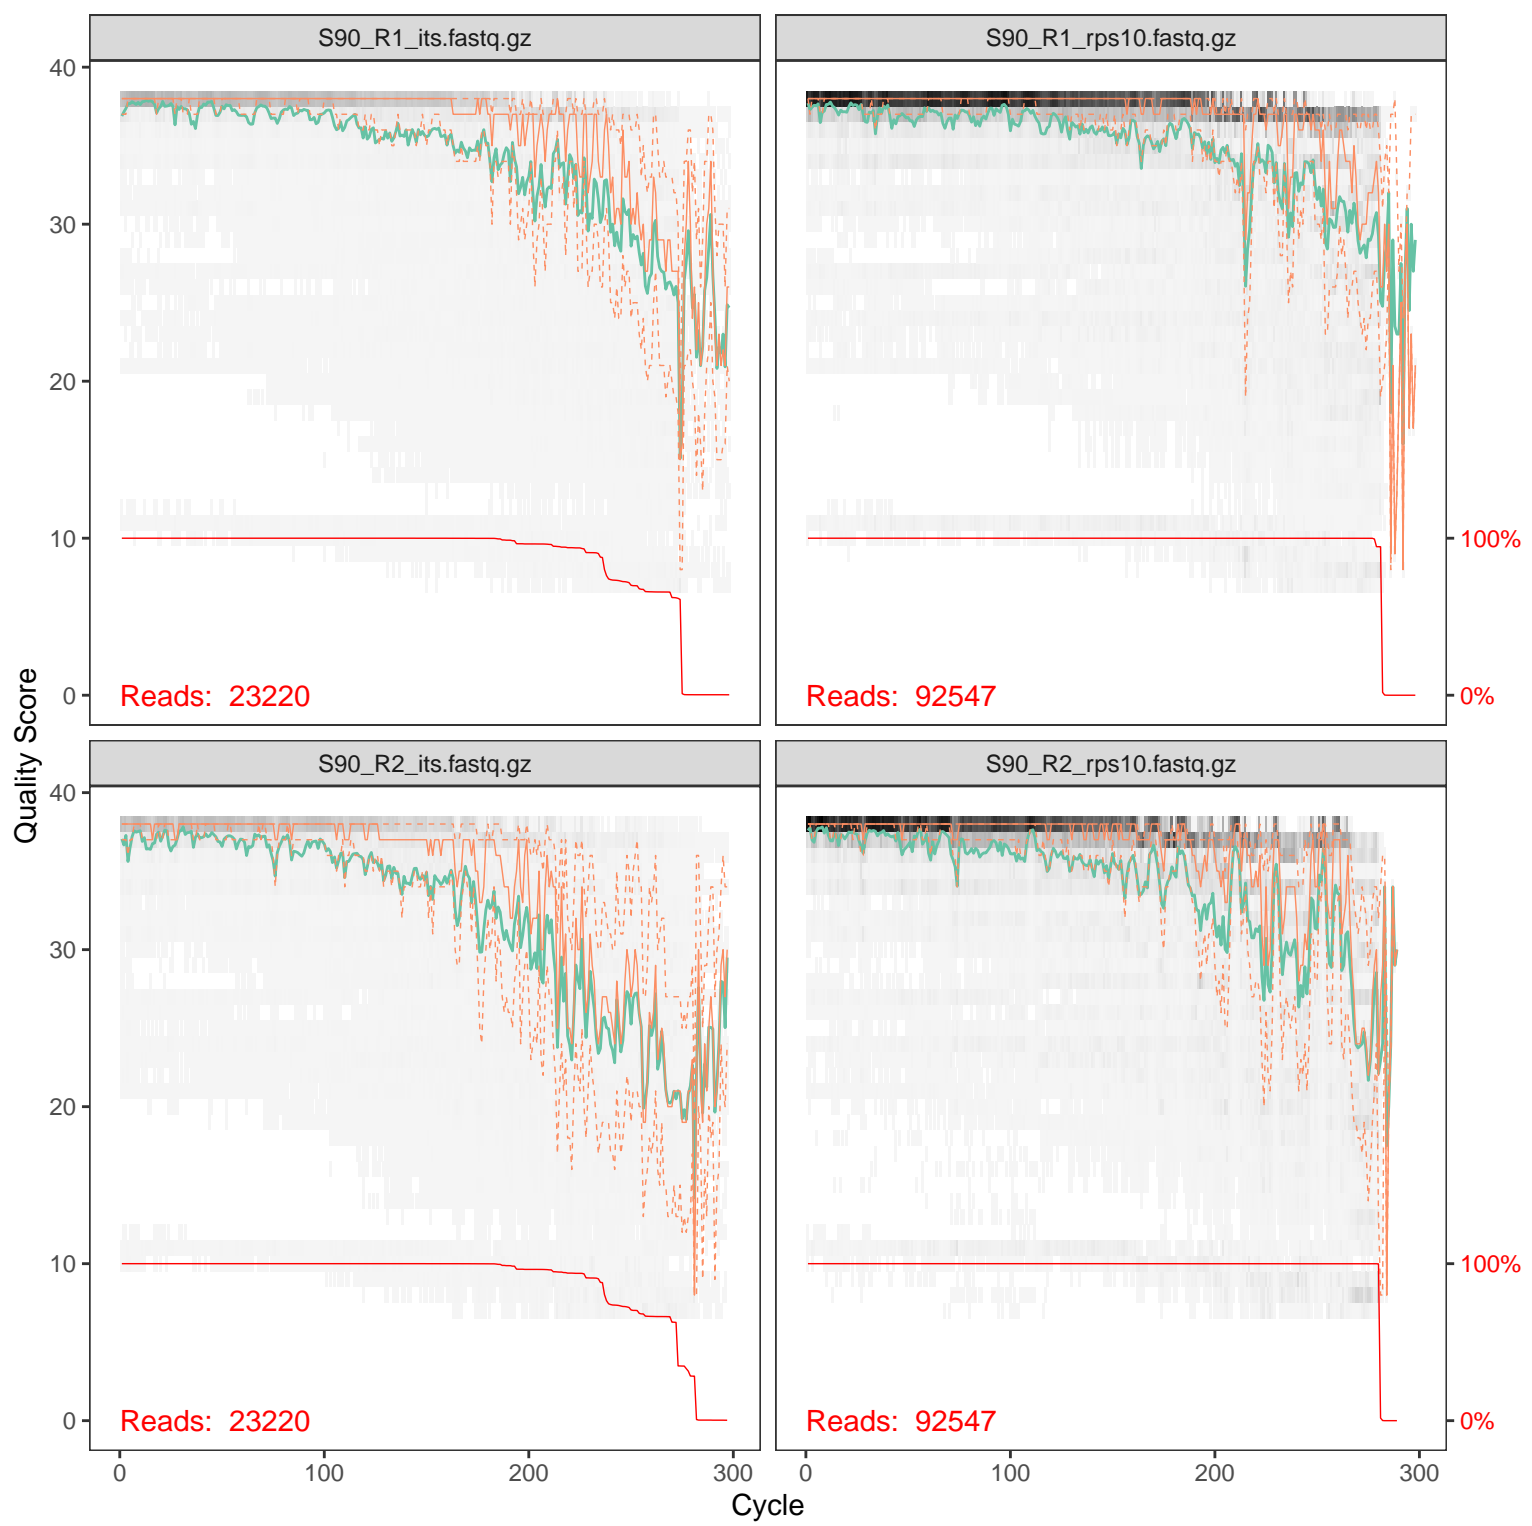 S90_R1_its.fastq.gz
S90_R1_rps10.fastq.gz
40
30
20
10
0
100%
0%
Reads: 23220
Reads: 92547
Quality Score
S90_R2_its.fastq.gz
S90_R2_rps10.fastq.gz
40
30
20
10
0
100%
0%
Reads: 23220
Reads: 92547
0 100 200 300
0 100 200 300
Cycle